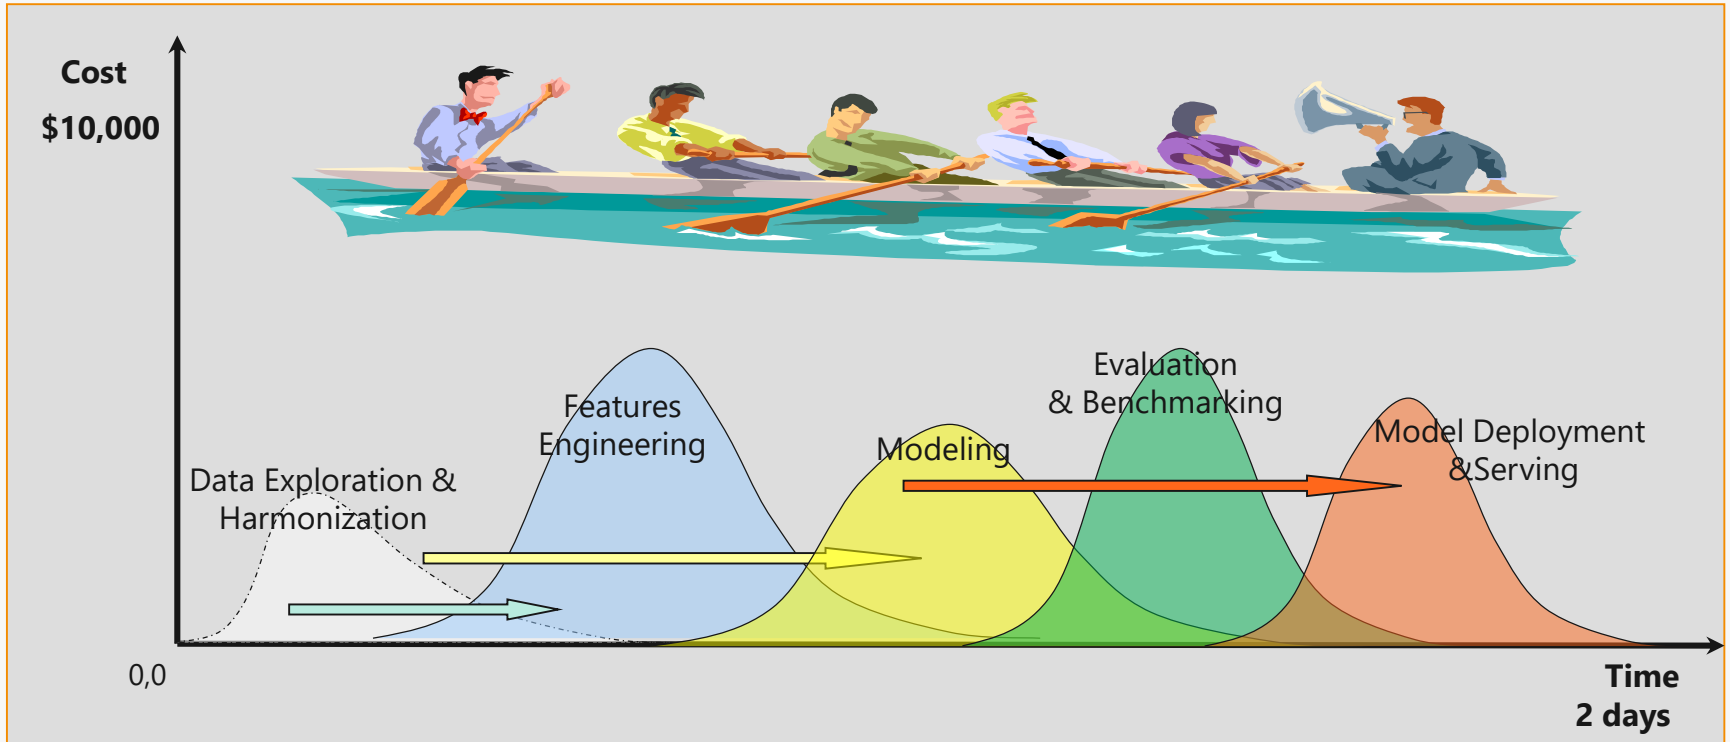 Cost
$10,000
Evaluation
& Benchmarking
Features
Engineering
Modeling
Model Deployment
&Serving
Data Exploration &
Harmonization
0,0
Time
2 days